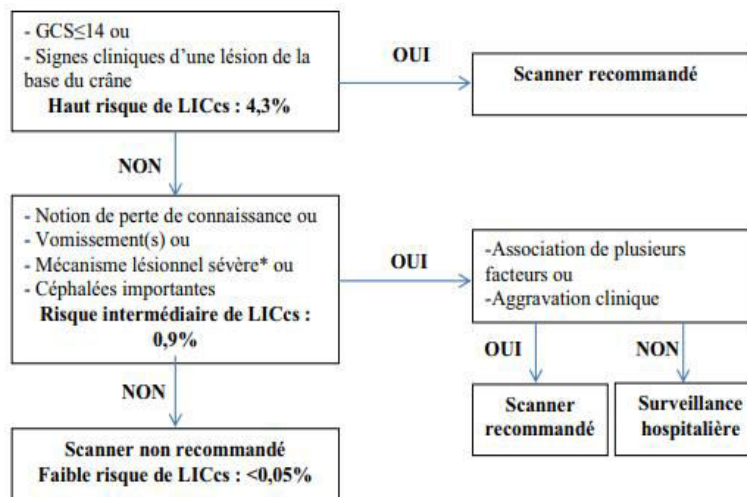 - GCS≤14 ou
- Signes cliniques d'une lésion de la
base du crâne
Haut risque de LICcs : 4,3%
OUI
Scanner recommandé
NON
- Notion de perte de connaissance ou
- Vomissement(s) ou
- Mécanisme lésionnel sévère* ou
- Céphalées importantes
Risque intermédiaire de LICcs :
0,9%
OUI
-Association de plusieurs
facteurs ou
-Aggravation clinique
OUI
NON
Scanner
recommandé
Surveillance
hospitalière
NON
Scanner non recommandé
Faible risque de LICcs : <0,05%